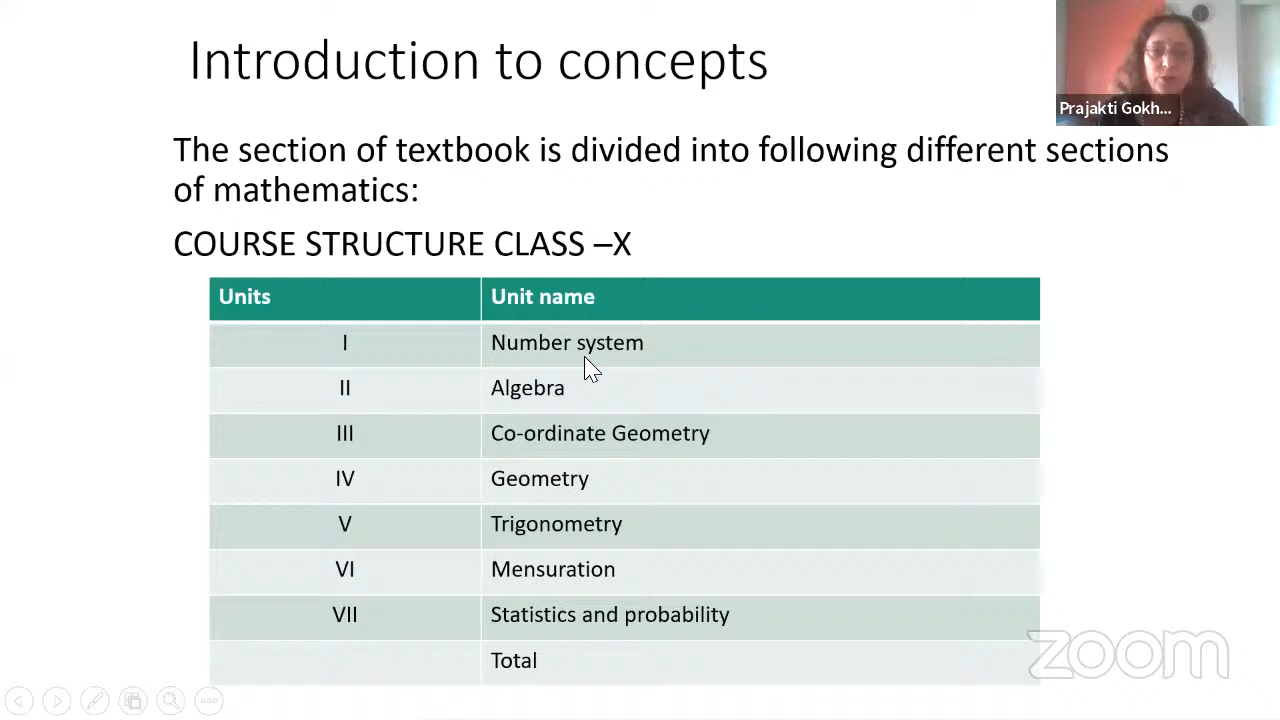 Introduction to concepts
Prajakti Gokh...
The section of textbook is divided into following different sections
of mathematics:
COURSE STRUCTURE CLASS –X
Units Unit name
I Number system
II Algebra
III Co-ordinate Geometry
IV Geometry
V Trigonometry
VI Mensuration
VII Statistics and probability
Total
zoom